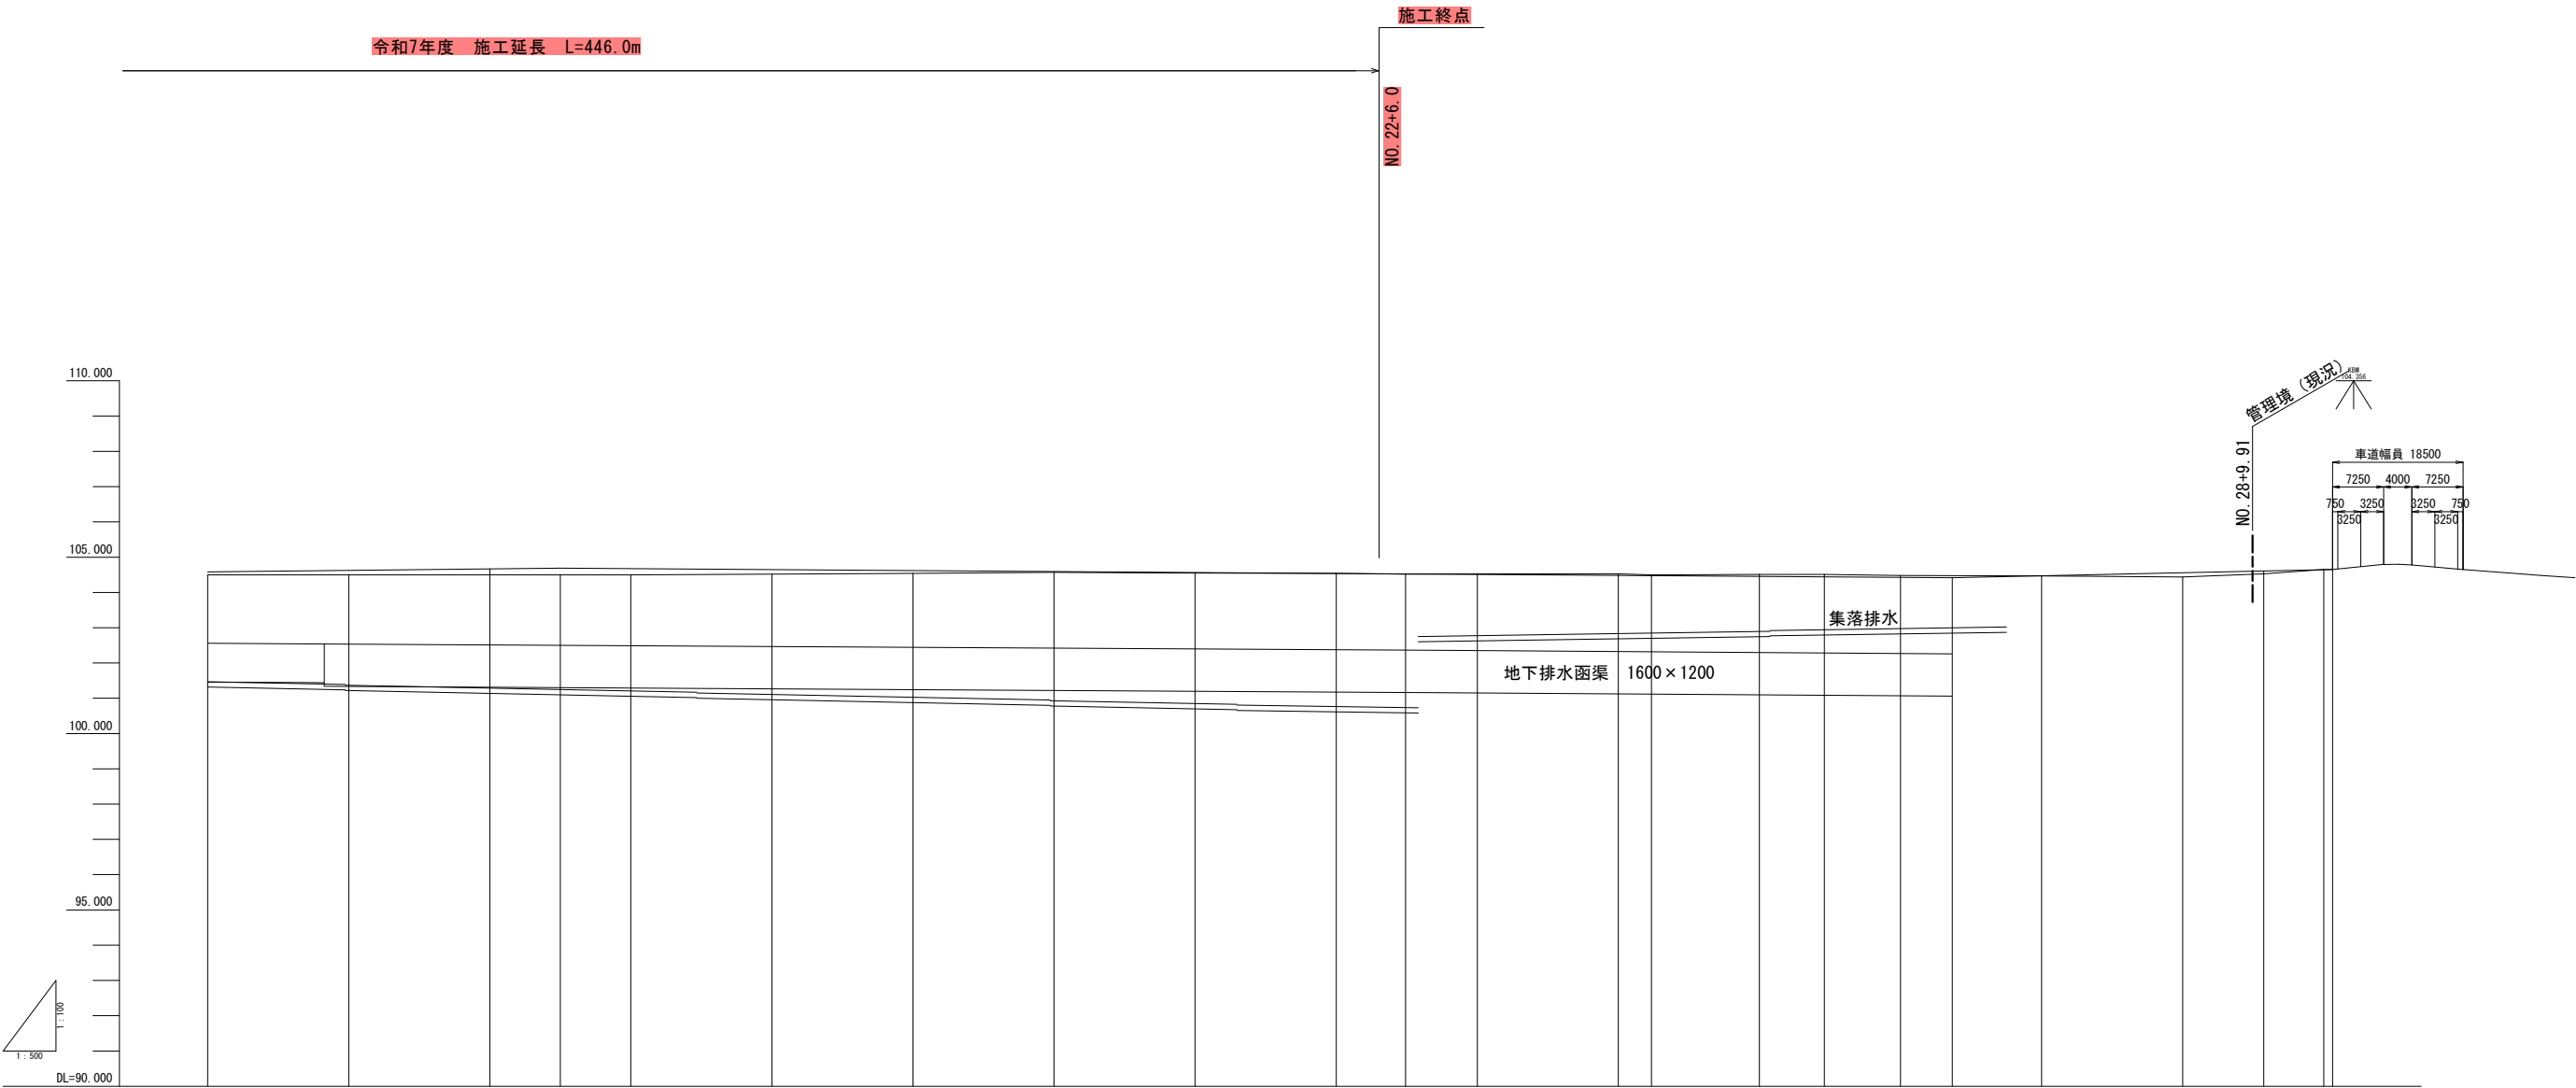 施工終点
令和7年度　施工延長　L=446.0m
NO.22+6.0
110.000
管理境（現況）
KBM
104.356
NO.28+9.91
車道幅員 18500
7250 4000 7250
750 3250 3250 750
3250 3250
105.000
集落排水
地下排水函渠　1600×1200
100.000
95.000
1:100
1:500
DL=90.000